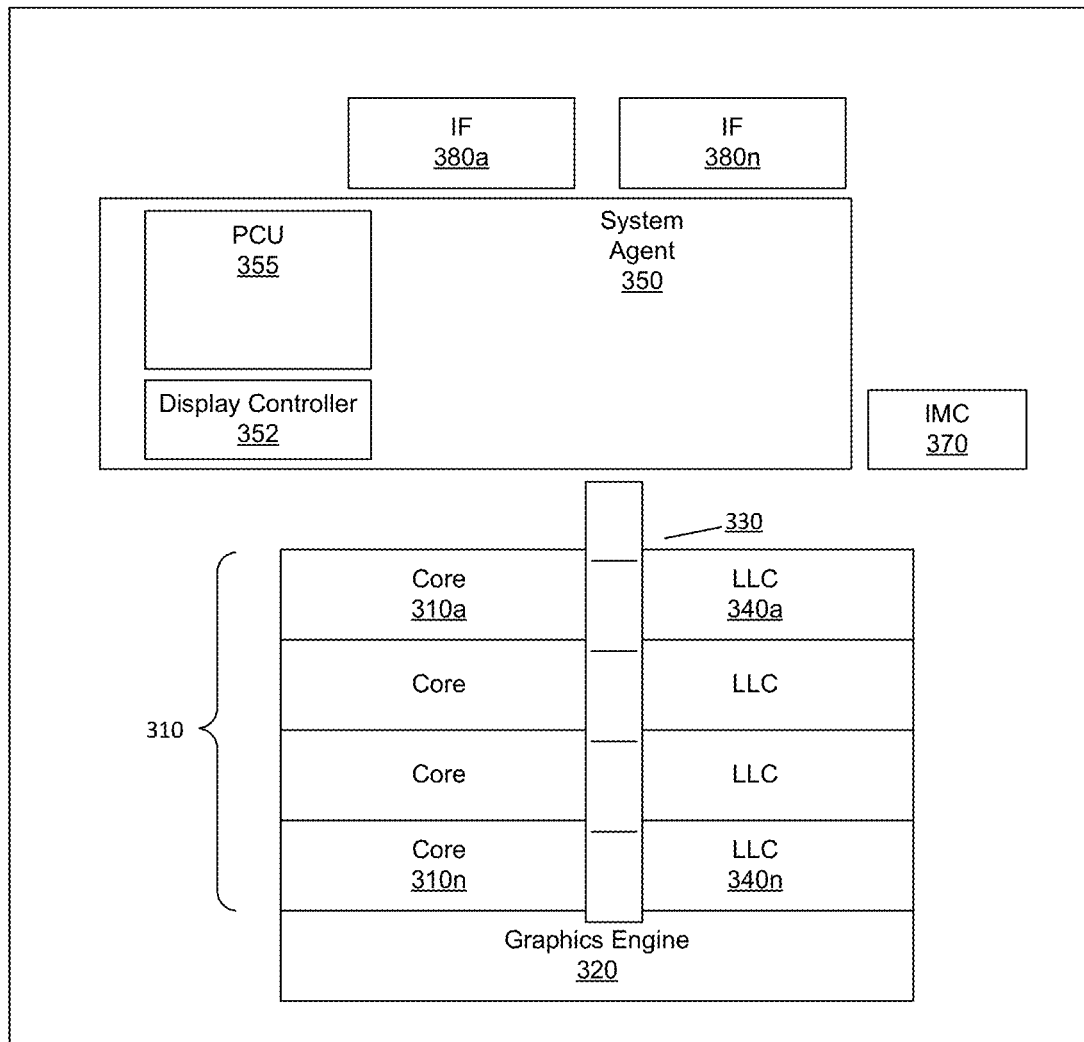 IF
380a
IF
380n
PCU
355
System
Agent
350
Display Controller
352
IMC
370
330
Core
310a
LLC
340a
Core
LLC
310
Core
LLC
Core
310n
LLC
340n
Graphics Engine
320